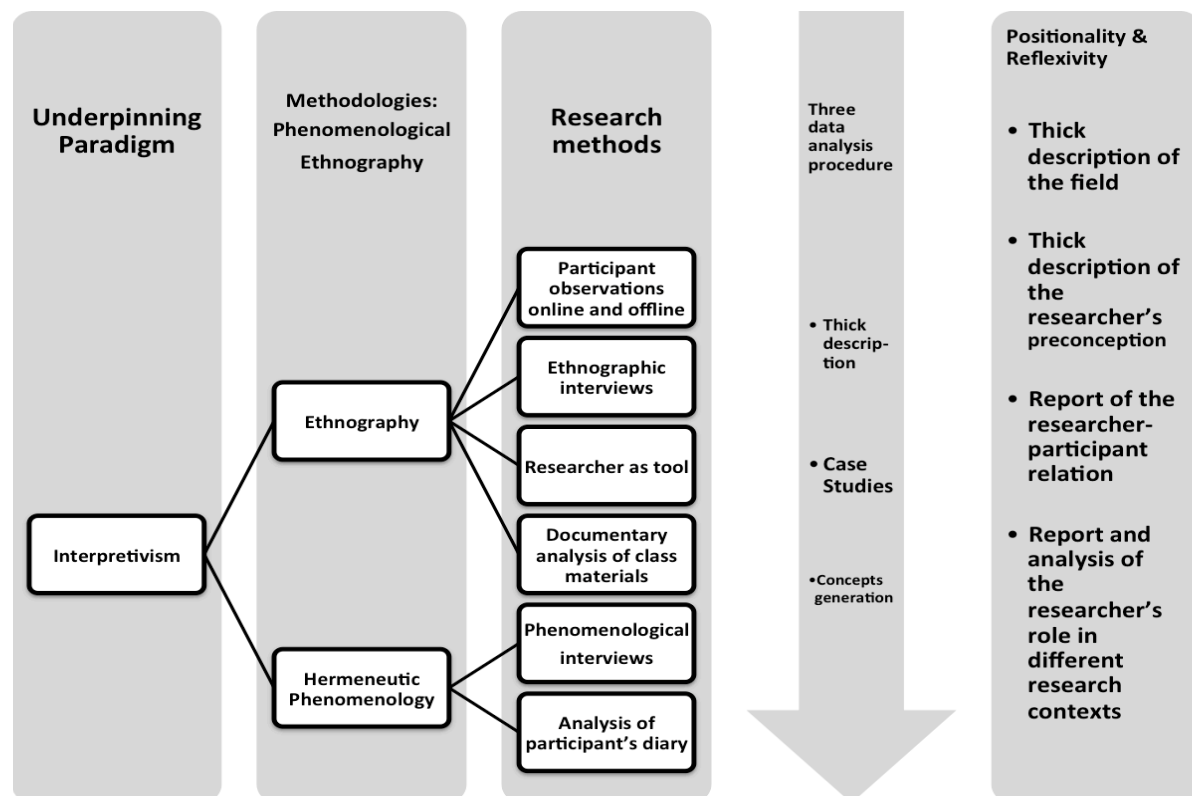 Underpinning
Paradigm
Interpretivism
Methodologies:
Phenomenological
Ethnography
Ethnography
Hermeneutic
Phenomenology
Research
methods
Participant
observations
online and offline
Ethnographic
interviews
Researcher as tool
Documentary
analysis of class
materials
Phenomenological
interviews
Analysis of
participant's diary
Three
data
analysis
procedure
• Thick
descrip-
tion
• Case
Studies
•Concepts
generation
Positionality &
Reflexivity
• Thick
description of
the field
• Thick
description of
the
researcher's
preconception
• Report of the
researcher-
participant
relation
• Report and
analysis of
the
researcher's
role in
different
research
contexts